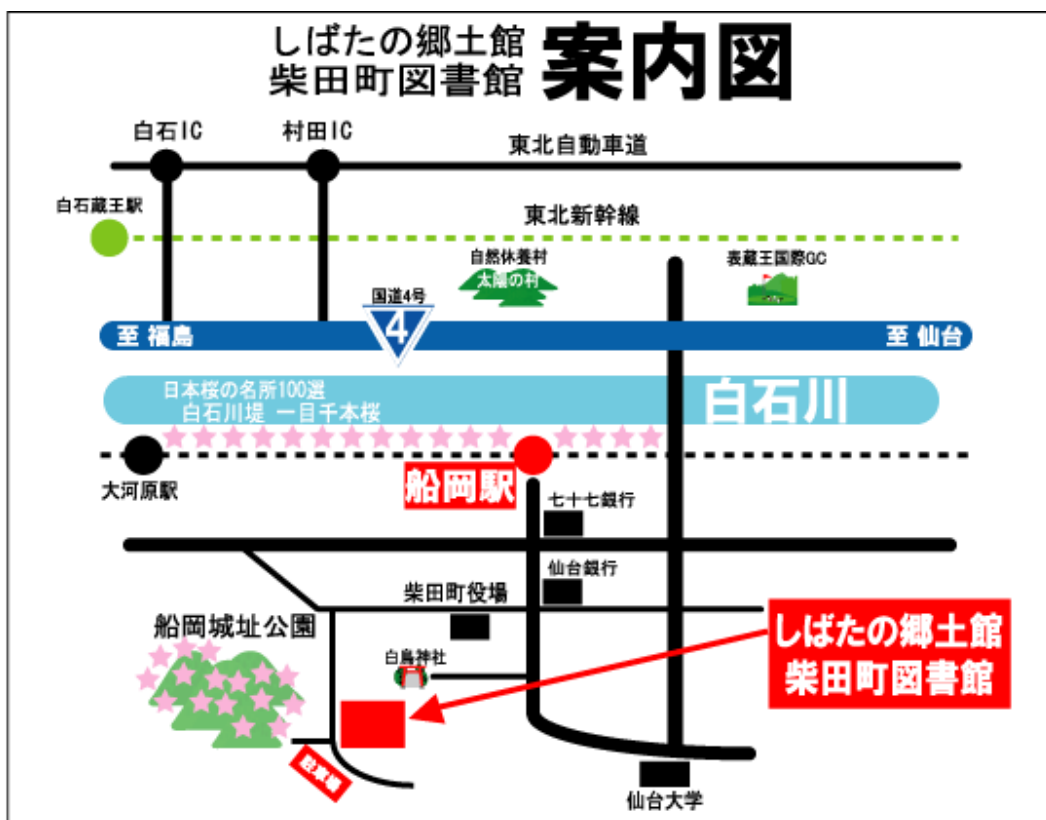 しばたの郷土館
柴田町図書館
案内図
白石IC
村田IC
東北自動車道
白石蔵王駅
東北新幹線
自然休養村
太陽の村
表蔵王国際GC
国道4号
4
至 福島
至 仙台
日本桜の名所100選
白石川堤 一目千本桜
白石川
大河原駅
船岡駅
七十七銀行
仙台銀行
柴田町役場
船岡城址公園
白鳥神社
しばたの郷土館
柴田町図書館
駐車場
仙台大学